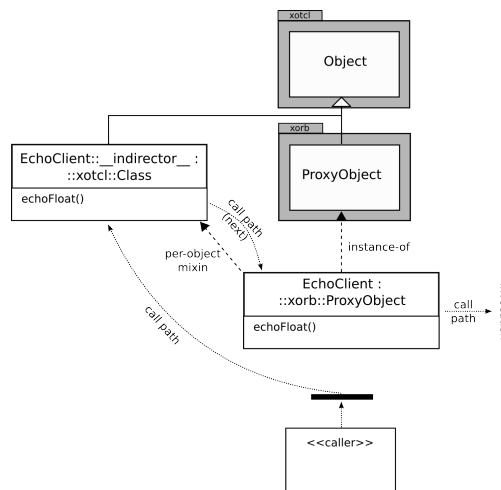 xotcl
Object
xorb
ProxyObject
EchoClient::__indirector__ :
::xotcl::Class
echoFloat()
call path
(next)
per-object
mixin
instance-of
EchoClient :
::xorb::ProxyObject
echoFloat()
call
path
call path
<<caller>>